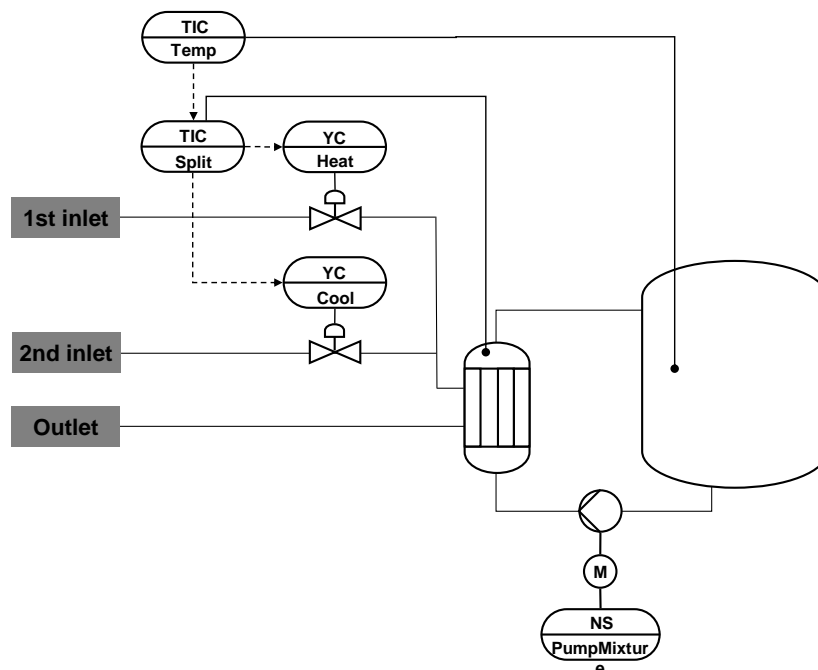 TIC
Temp
TIC
Split
YC
Heat
1st inlet
YC
Cool
2nd inlet
Outlet
M
NS
PumpMixtur
e